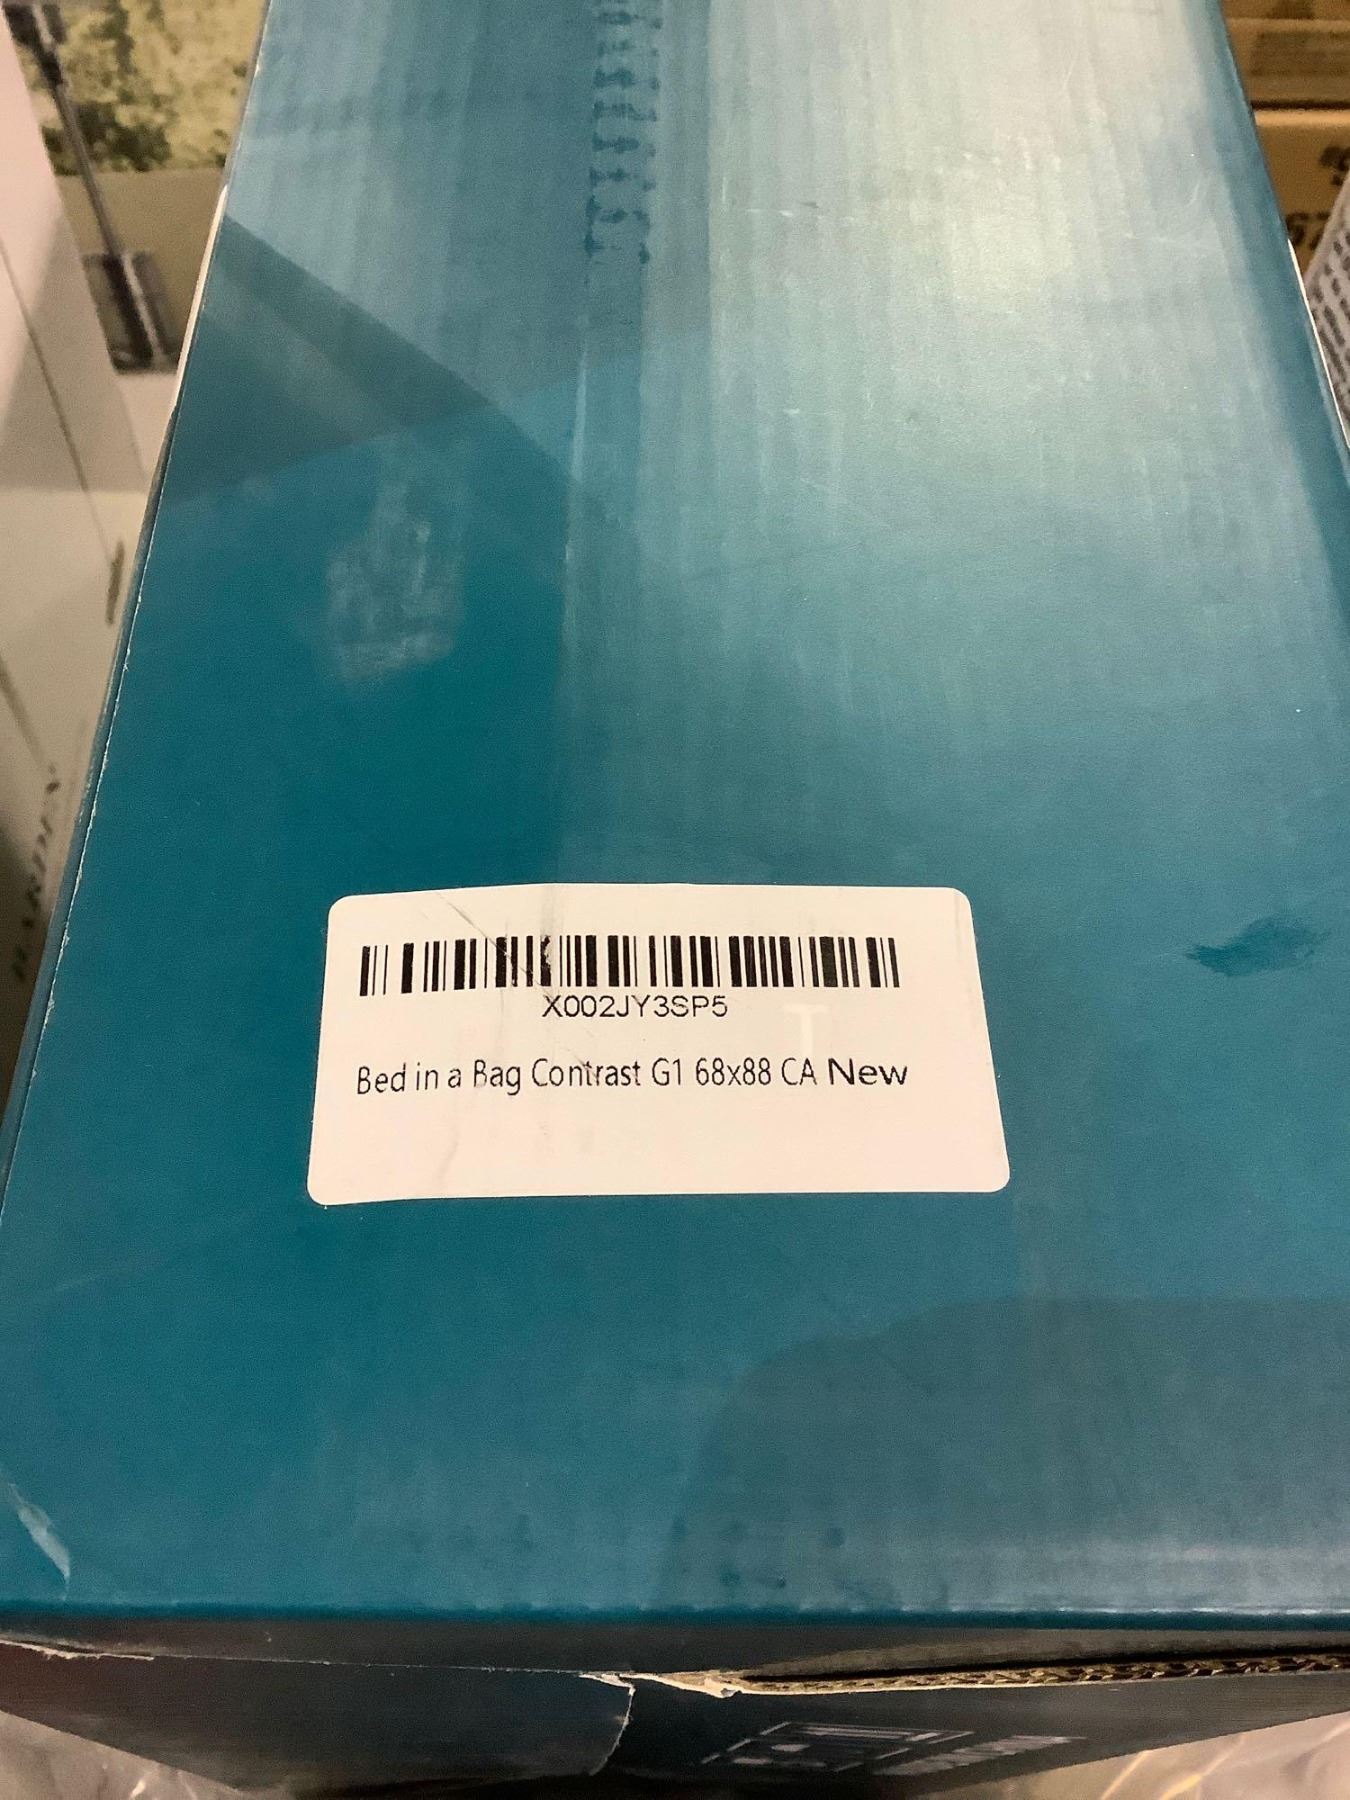 X002JY3SP5
Bed in a Bag Contrast G1 68x88 CA New